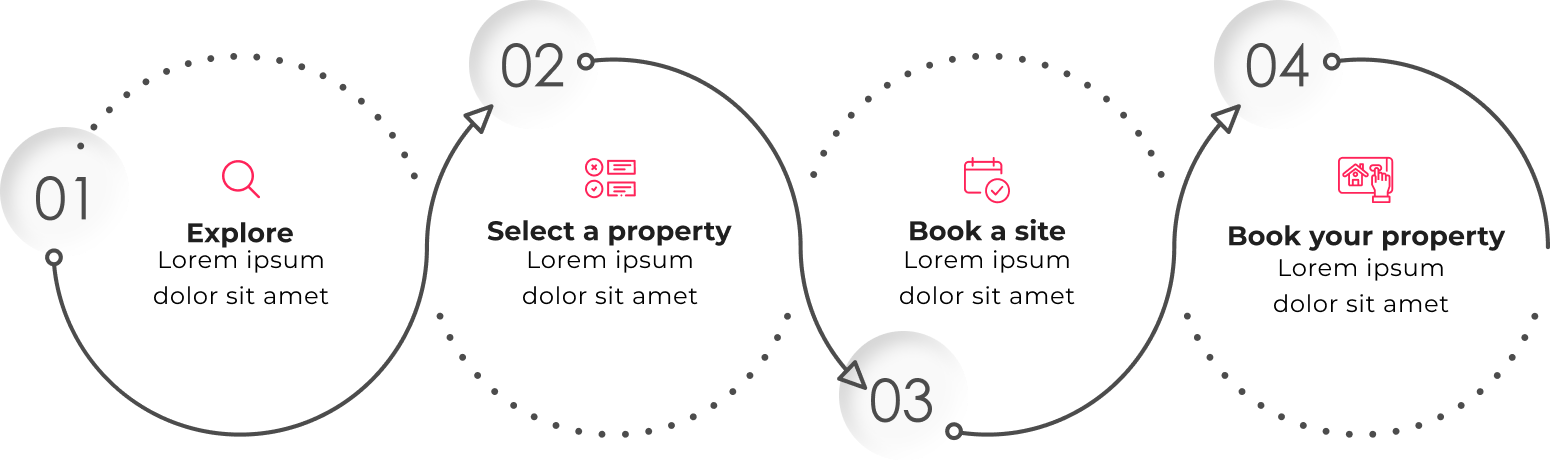 01
Explore
Lorem ipsum
dolor sit amet
02
Select a property
Lorem ipsum
dolor sit amet
03
Book a site
Lorem ipsum
dolor sit amet
04
Book your property
Lorem ipsum
dolor sit amet